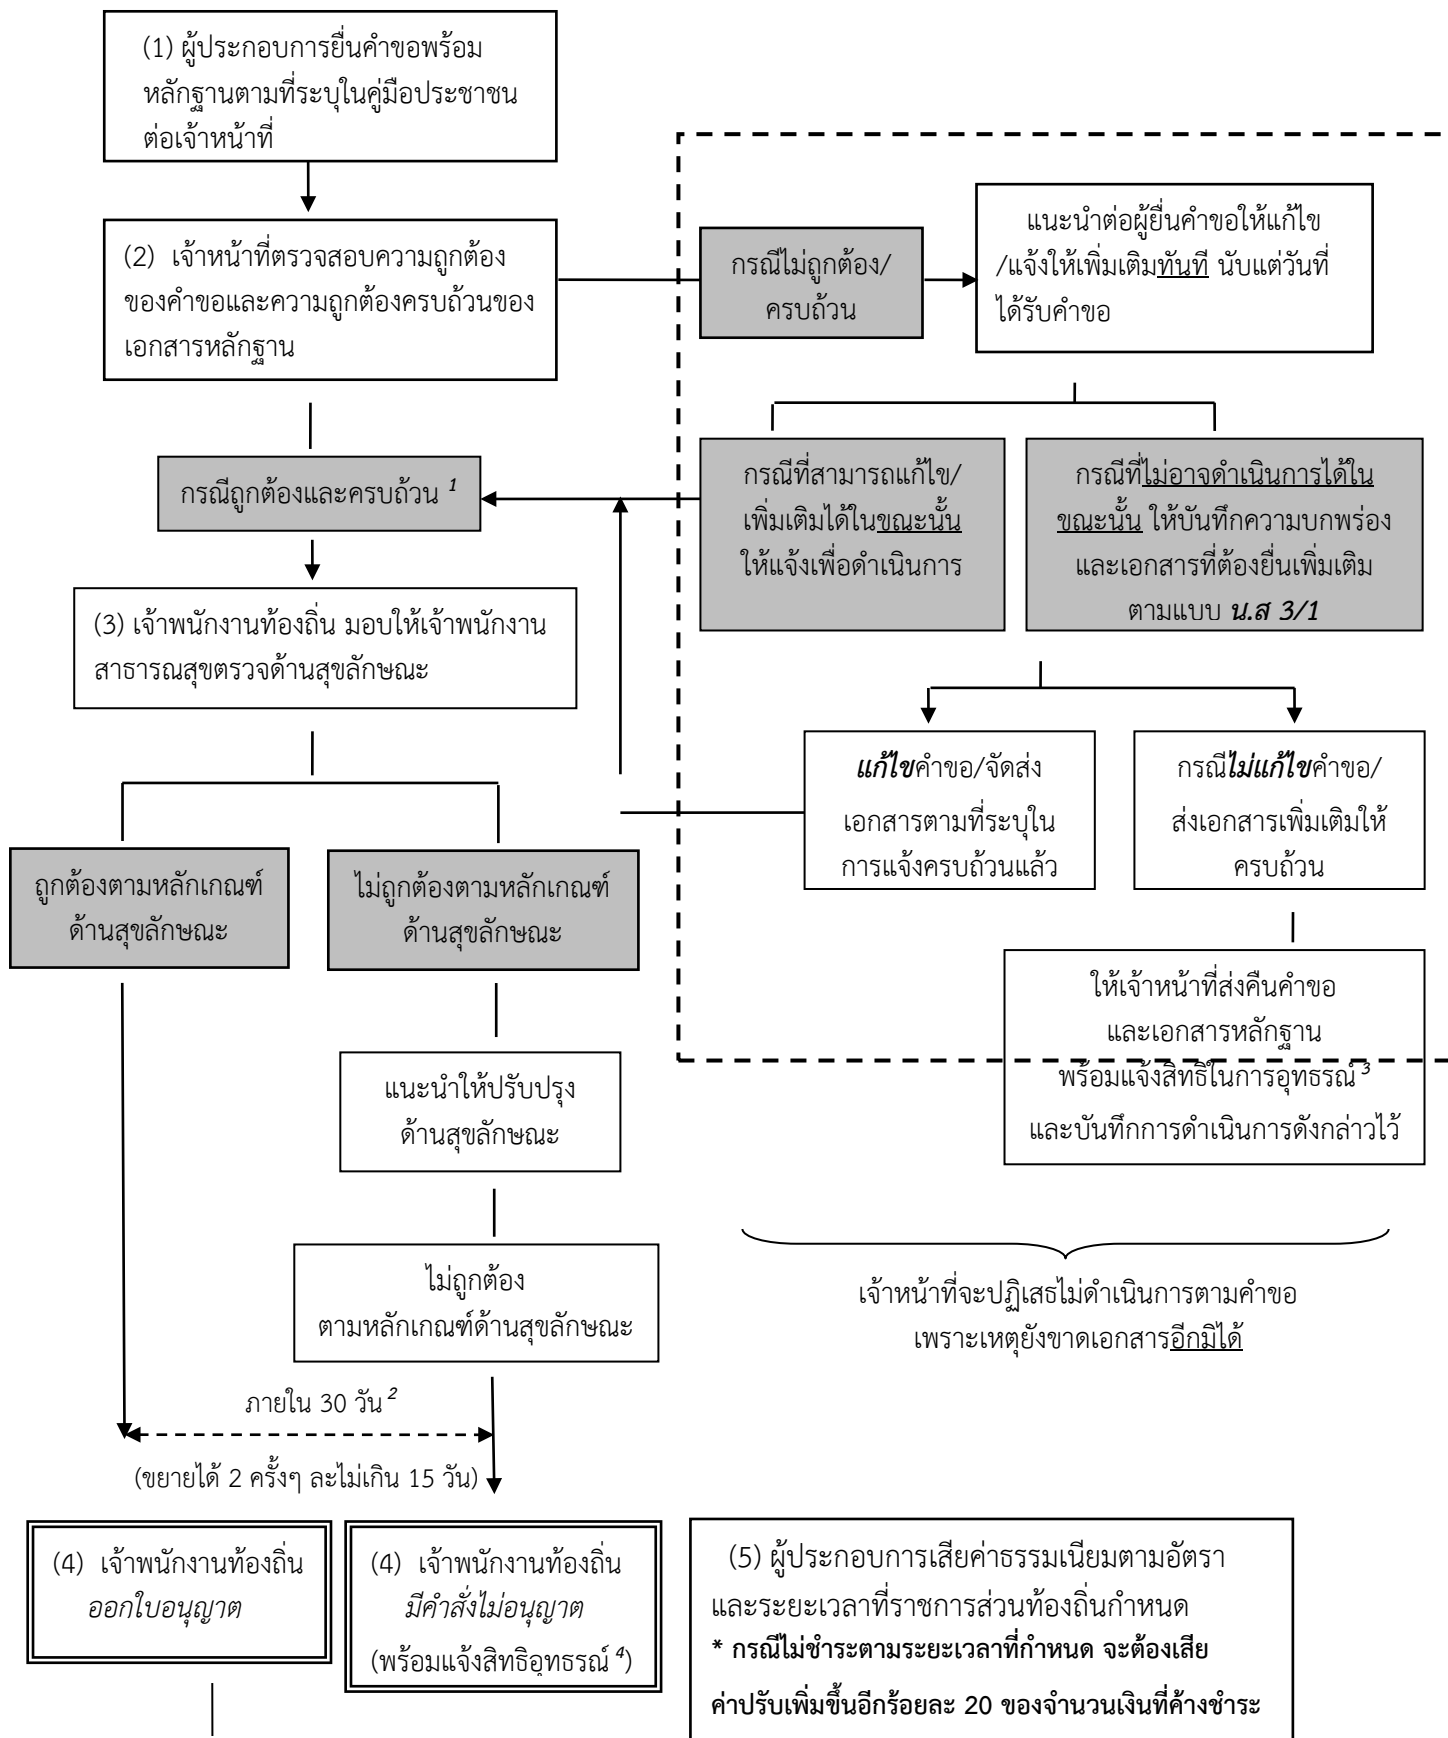 (1) ผู้ประกอบการยื่นคำขอพร้อม
หลักฐานตามที่ระบุในคู่มือประชาชน
ต่อเจ้าหน้าที่
(2) เจ้าหน้าที่ตรวจสอบความถูกต้อง
ของคำขอและความถูกต้องครบถ้วนของ
เอกสารหลักฐาน
กรณีไม่ถูกต้อง/
ครบถ้วน
แนะนำต่อผู้ยื่นคำขอให้แก้ไข
/แจ้งให้เพิ่มเติมทันที นับแต่วันที่
ได้รับคำขอ
กรณีถูกต้องและครบถ้วน 1
กรณีที่สามารถแก้ไข/
เพิ่มเติมได้ในขณะนั้น
ให้แจ้งเพื่อดำเนินการ
กรณีที่ไม่อาจดำเนินการได้ใน
ขณะนั้น ให้บันทึกความบกพร่อง
และเอกสารที่ต้องยื่นเพิ่มเติม
ตามแบบ น.ส 3/1
(3) เจ้าพนักงานท้องถิ่น มอบให้เจ้าพนักงาน
สาธารณสุขตรวจด้านสุขลักษณะ
แก้ไขคำขอ/จัดส่ง
เอกสารตามที่ระบุใน
การแจ้งครบถ้วนแล้ว
กรณีไม่แก้ไขคำขอ/
ส่งเอกสารเพิ่มเติมให้
ครบถ้วน
ถูกต้องตามหลักเกณฑ์
ด้านสุขลักษณะ
ไม่ถูกต้องตามหลักเกณฑ์
ด้านสุขลักษณะ
ให้เจ้าหน้าที่ส่งคืนคำขอ
และเอกสารหลักฐาน
พร้อมแจ้งสิทธิในการอุทธรณ์ 3
และบันทึกการดำเนินการดังกล่าวไว้
แนะนำให้ปรับปรุง
ด้านสุขลักษณะ
ไม่ถูกต้อง
ตามหลักเกณฑ์ด้านสุขลักษณะ
เจ้าหน้าที่จะปฏิเสธไม่ดำเนินการตามคำขอ
เพราะเหตุยังขาดเอกสารอีกมิได้
ภายใน 30 วัน 2
(ขยายได้ 2 ครั้งๆ ละไม่เกิน 15 วัน)
(4) เจ้าพนักงานท้องถิ่น
ออกใบอนุญาต
(4) เจ้าพนักงานท้องถิ่น
มีคำสั่งไม่อนุญาต
(พร้อมแจ้งสิทธิอุทธรณ์ 4)
(5) ผู้ประกอบการเสียค่าธรรมเนียมตามอัตรา
และระยะเวลาที่ราชการส่วนท้องถิ่นกำหนด
* กรณีไม่ชำระตามระยะเวลาที่กำหนด จะต้องเสีย
ค่าปรับเพิ่มขึ้นอีกร้อยละ 20 ของจำนวนเงินที่ค้างชำระ